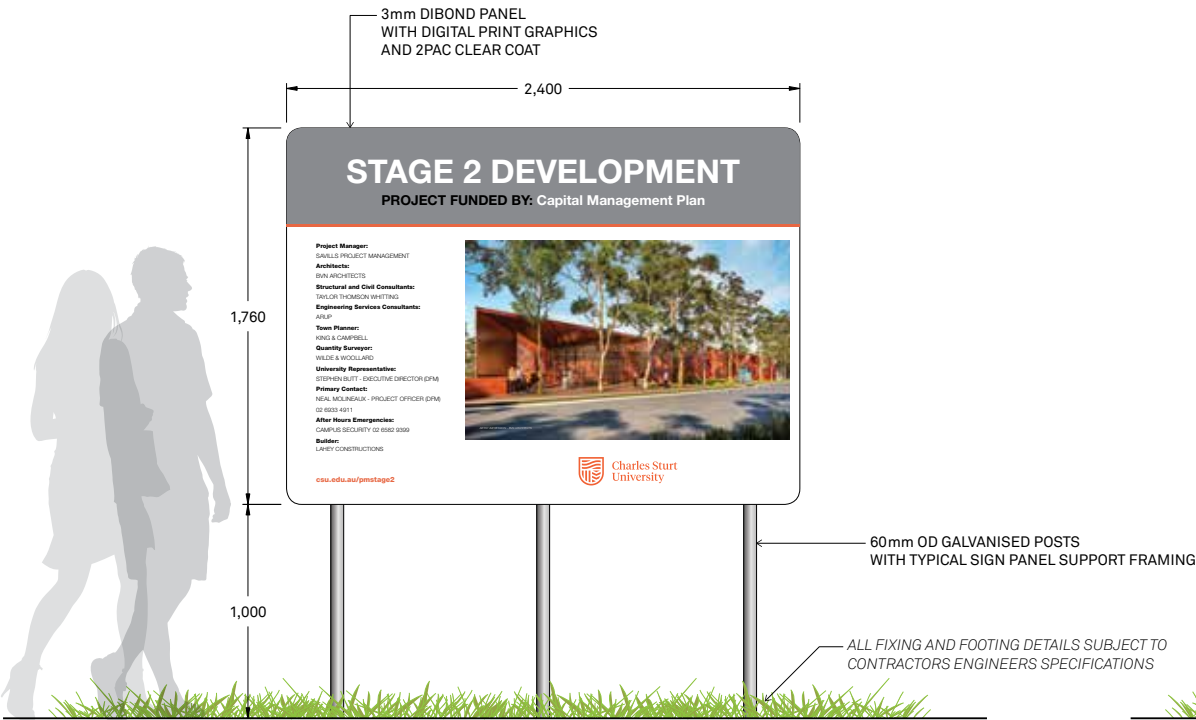 3mm DIBOND PANEL
WITH DIGITAL PRINT GRAPHICS
AND 2PAC CLEAR COAT
2,400
STAGE 2 DEVELOPMENT
PROJECT FUNDED BY: Capital Management Plan
Project Manager:
SAVILLS PROJECT MANAGEMENT
Architects:
BVN ARCHITECTS
Structural and Civil Consultants:
TAYLOR THOMSON WHITTING
Engineering Services Consultants:
ARUP
Town Planner:
KING & CAMPBELL
Quantity Surveyor:
WILDE & WOOLLARD
University Representative:
STEPHEN BUTT - EXECUTIVE DIRECTOR (DFM)
Primary Contact:
NEAL MOLINEAUX - PROJECT OFFICER (DFM)
02 6933 4911
After Hours Emergencies:
CAMPUS SECURITY 02 6582 9399
Builder:
LAHEY CONSTRUCTIONS
csu.edu.au/pmstage2
Charles Sturt
University
1,760
1,000
60mm OD GALVANISED POSTS
WITH TYPICAL SIGN PANEL SUPPORT FRAMING
ALL FIXING AND FOOTING DETAILS SUBJECT TO
CONTRACTORS ENGINEERS SPECIFICATIONS